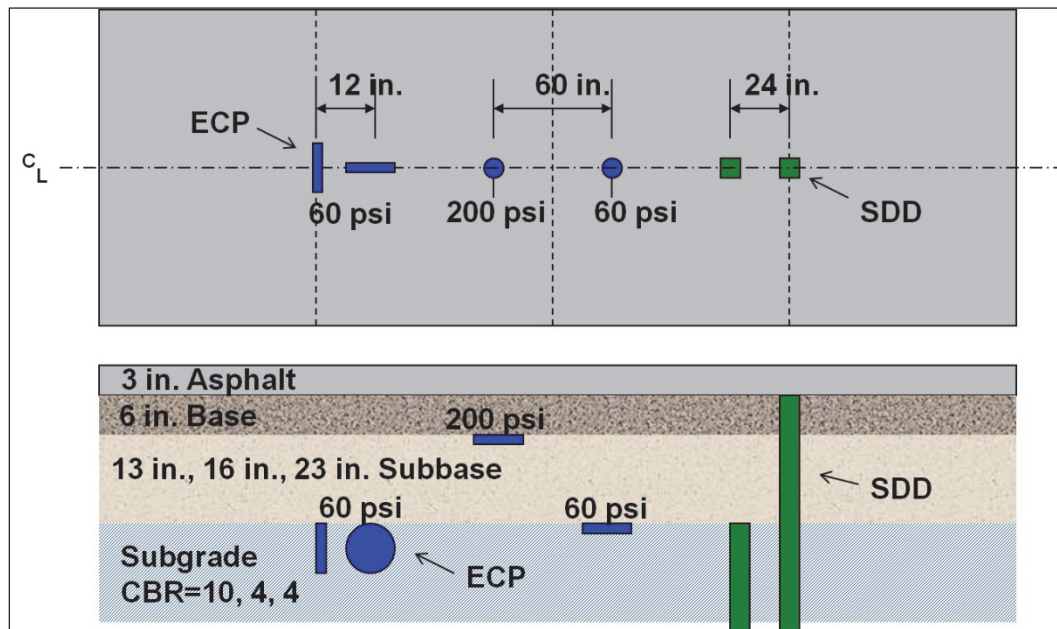 12 in.
60 in.
24 in.
ECP
C
L
60 psi
200 psi
60 psi
SDD
3 in. Asphalt
6 in. Base
200 psi
13 in., 16 in., 23 in. Subbase
SDD
60 psi
60 psi
Subgrade
ECP
CBR=10, 4, 4